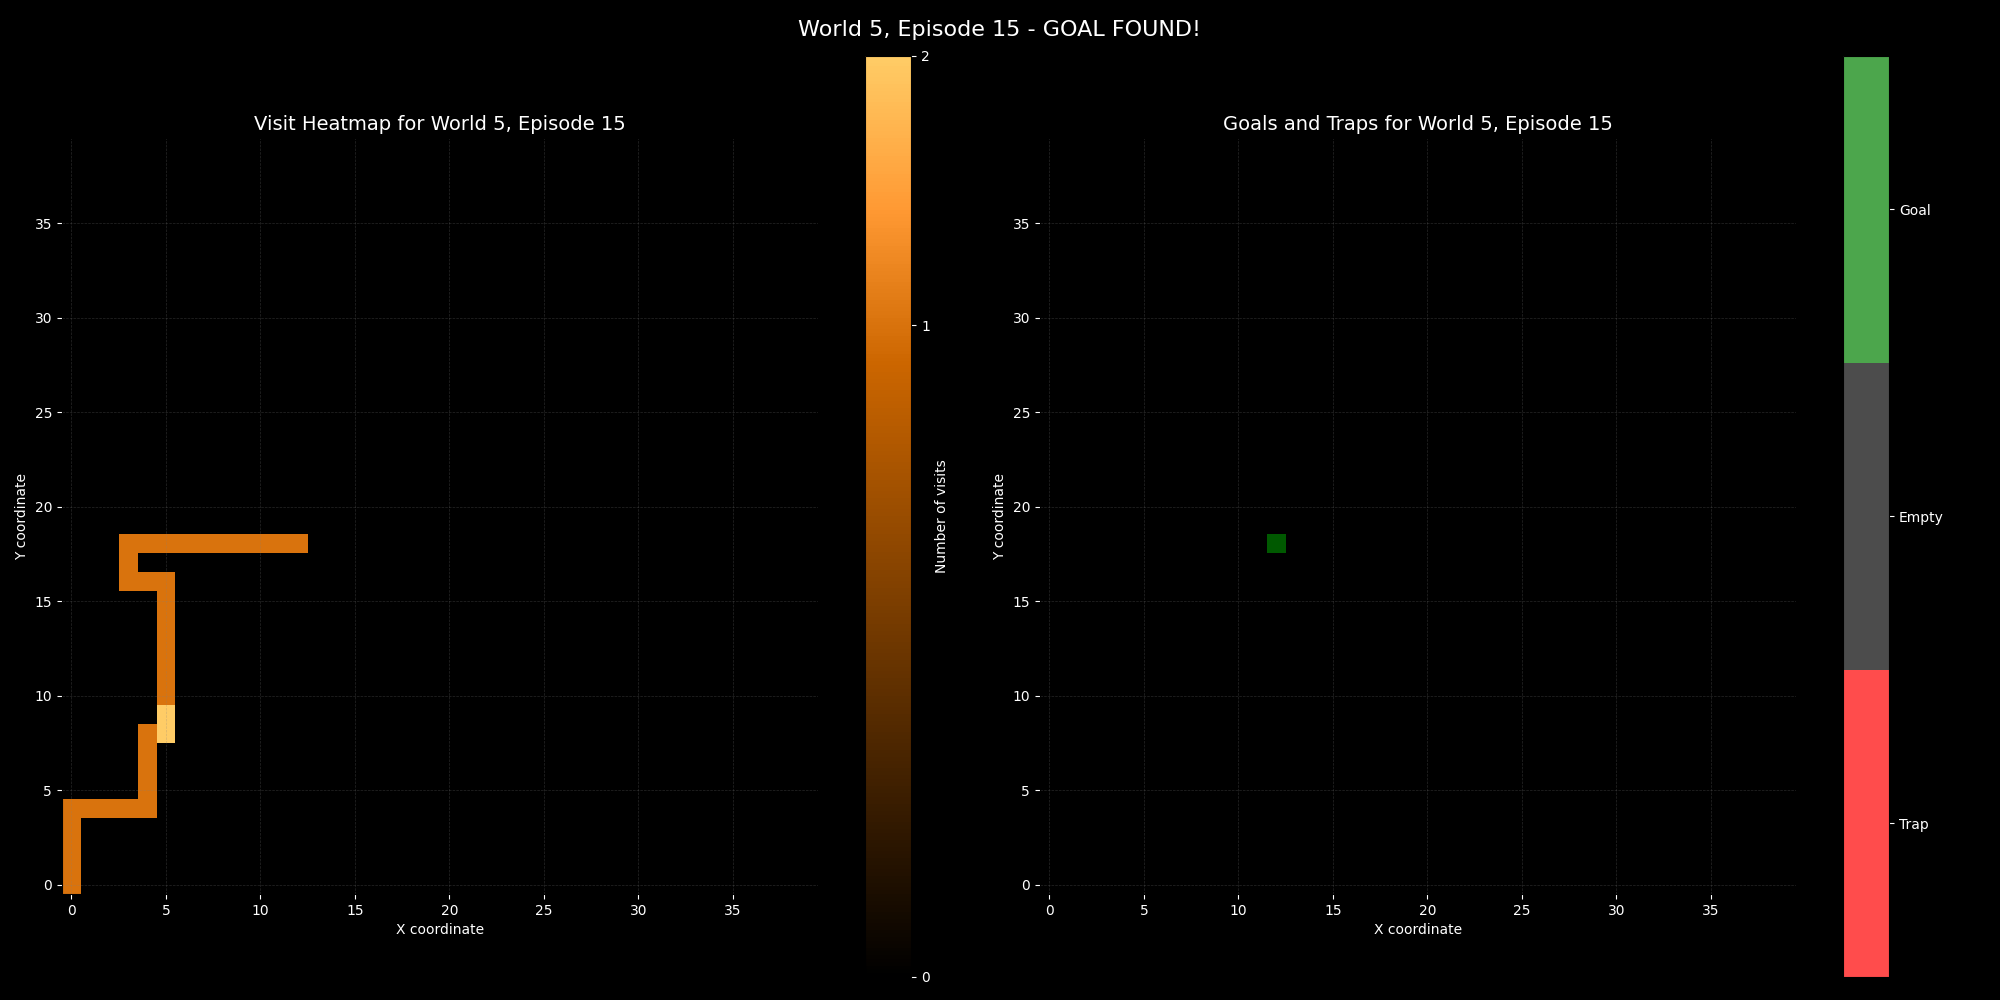 World 5, Episode 15 - GOAL FOUND!
Visit Heatmap for World 5, Episode 15
Y coordinate
35
30
25
20
15
10
5
0
0 5 10 15 20 25 30 35
X coordinate
2
1
0
Number of visits
Goals and Traps for World 5, Episode 15
Y coordinate
35
30
25
20
15
10
5
0
0 5 10 15 20 25 30 35
X coordinate
Goal
Empty
Trap